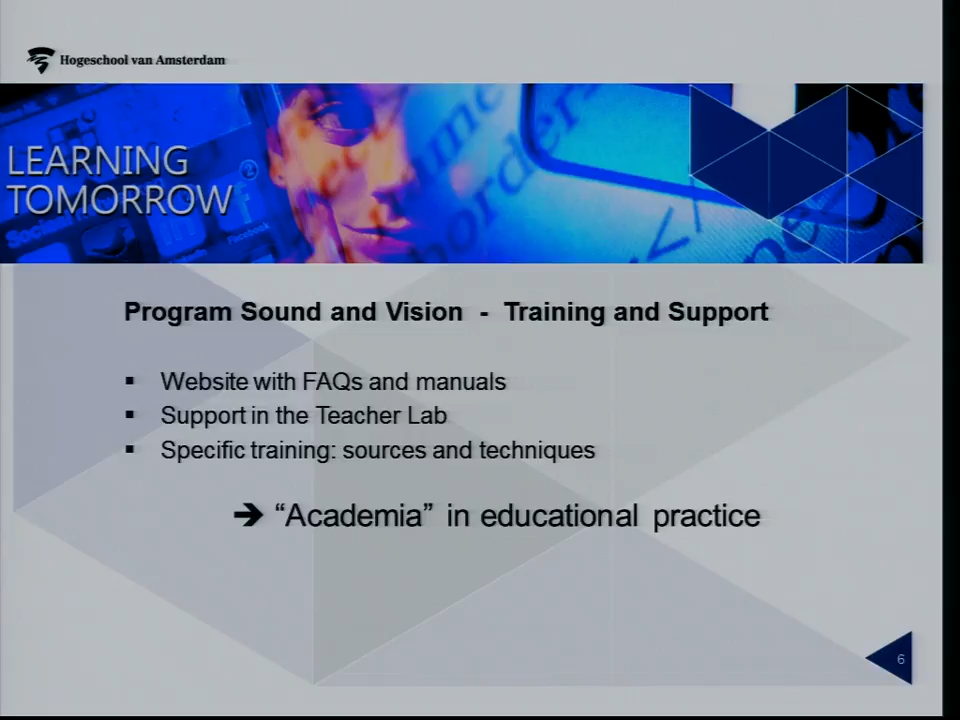 Hogeschool van Amsterdam
LEARNING
TOMORROW
Facebook
Program Sound and Vision - Training and Support
▪ Website with FAQs and manuals
▪ Support in the Teacher Lab
▪ Specific training: sources and techniques
➔ “Academia” in educational practice
6